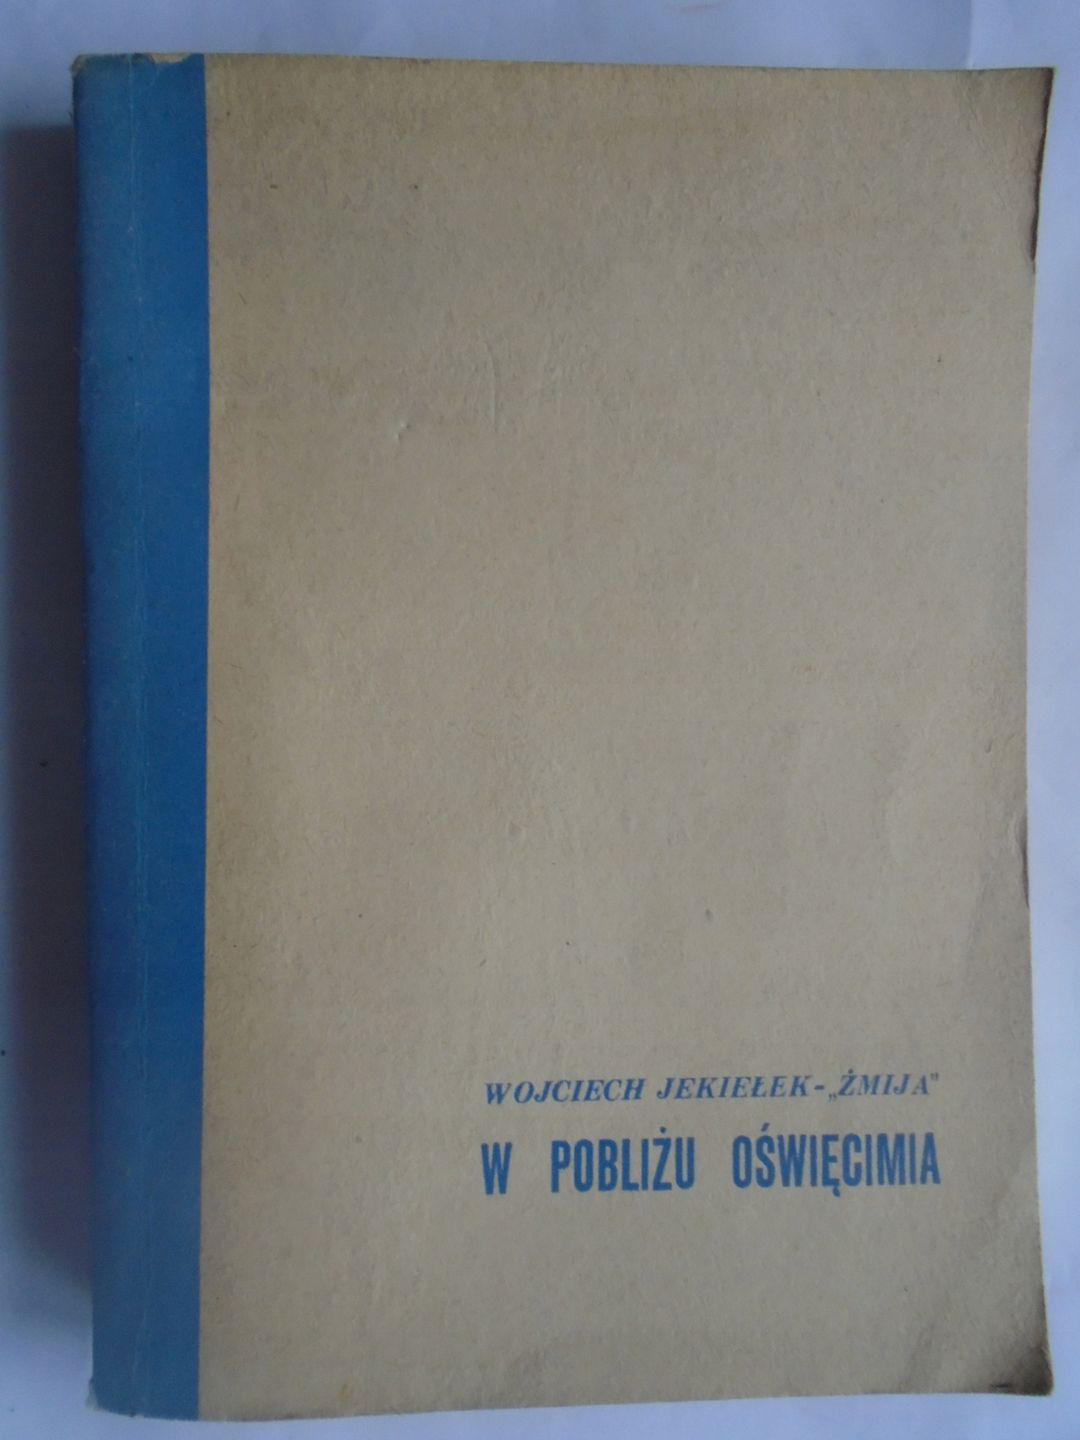 WOJCIECH JEKIEŁEK-„ŻMIJA"
W POBLIŻU OŚWIĘCIMIA